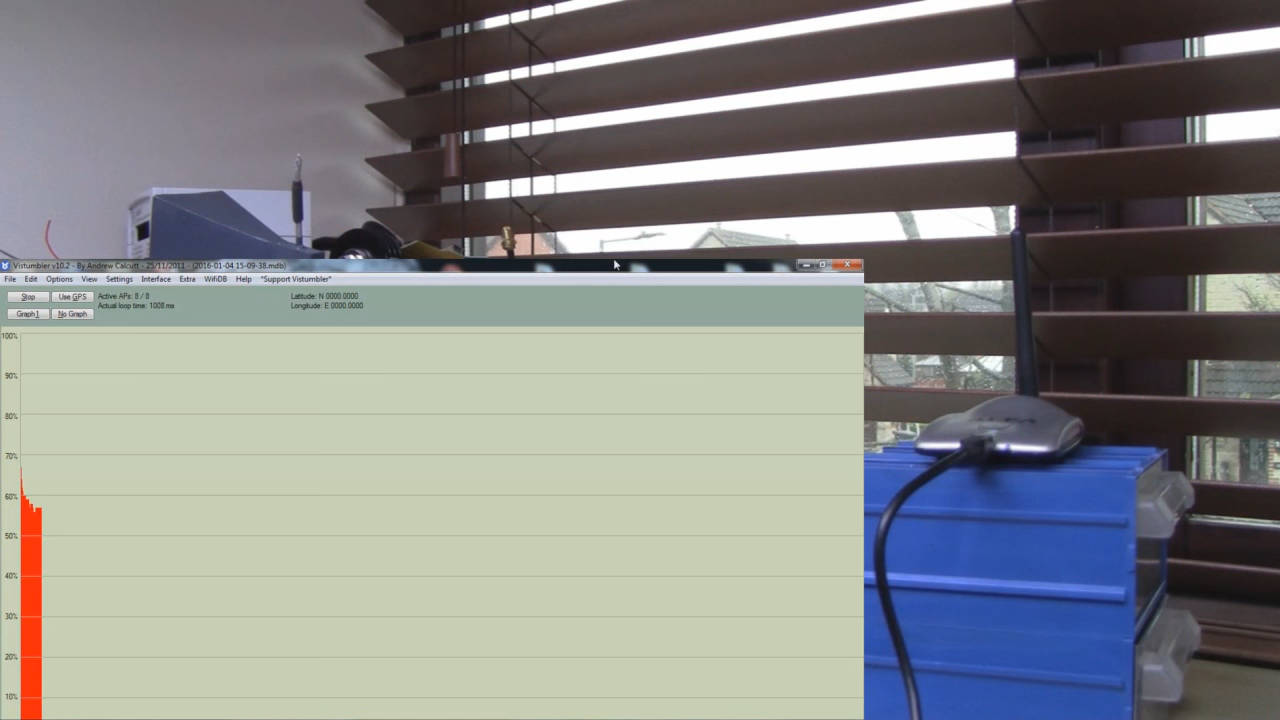 Vistumbler v10.2 - By Andrew Calcutt - 25/11/2011 - (2016-01-04 15-09-38.mdb)
File Edit Options View Settings Interface Extra WifiDB Help *Support Vistumbler*
Stop Use GPS Active APs: 8 / 8 Latitude: N 0000.0000
Actual loop time: 1008 ms Longitude: E 0000.0000
Graph1 No Graph
100%
90%
80%
70%
60%
50%
40%
30%
20%
10%